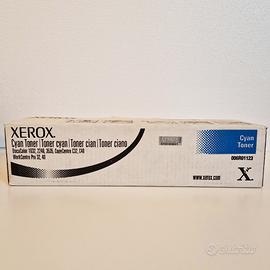 XEROX
Cyan Toner | Toner cyan | Toner cian | Toner ciano
DocuColor 1632, 2240, 3535, CopyCentre C32, C40
WorkCentre Pro 32, 40
Cyan
Toner
006R01123
www.xerox.com
X